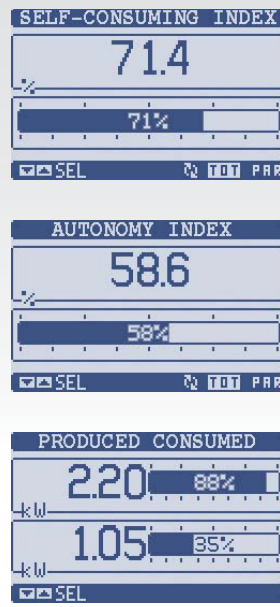 SELF-CONSUMING INDEX
71.4
%
71%
SEL TOT PAR
AUTONOMY INDEX
58.6
%
58%
SEL TOT PAR
PRODUCED CONSUMED
2.20 88%
kW
1.05 35%
kW
SEL